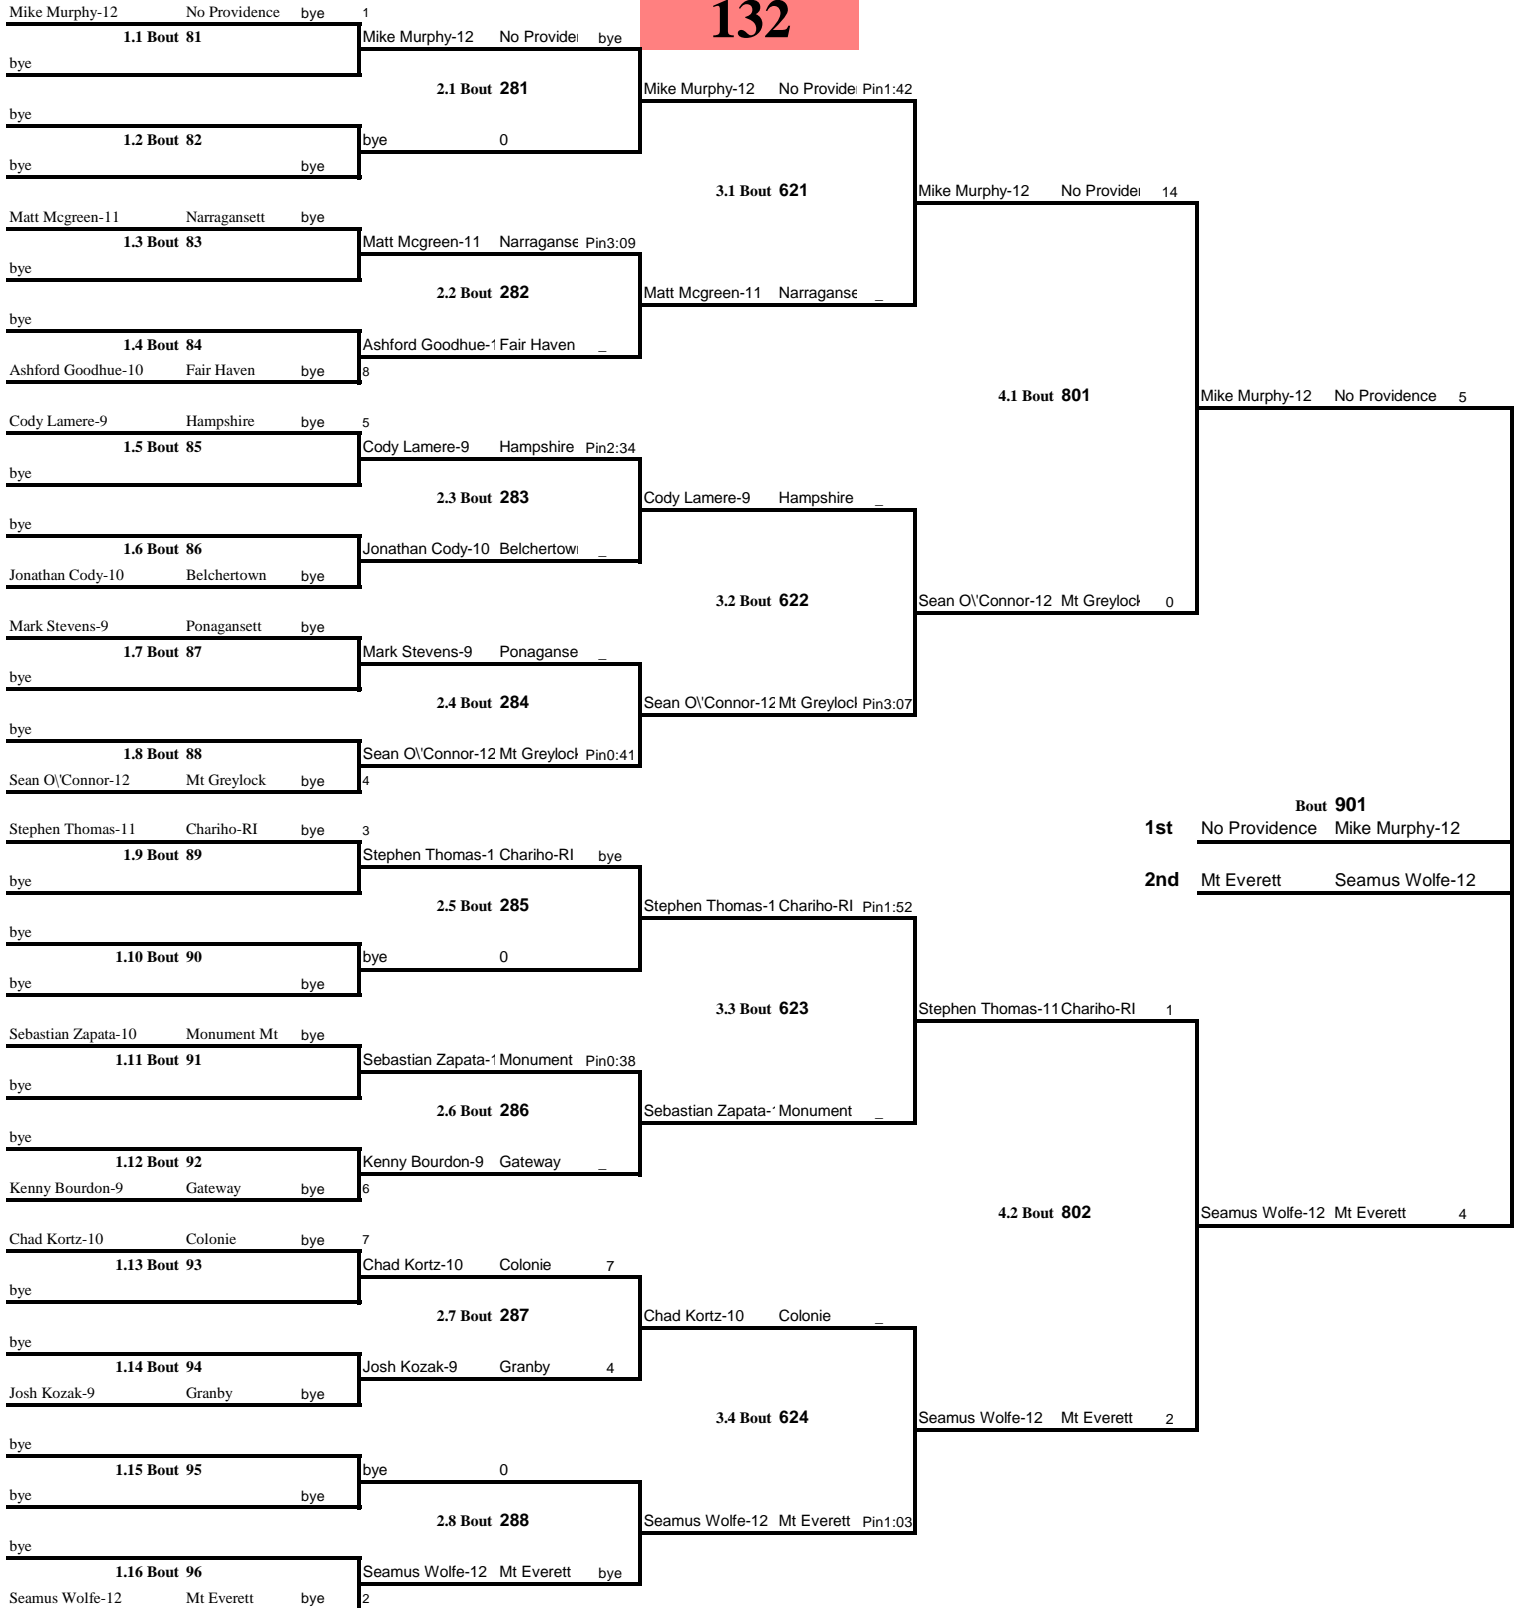 132
Mike Murphy-12 No Providence bye 1
1.1 Bout 81 Mike Murphy-12 No Provider bye
bye
2.1 Bout 281 Mike Murphy-12 No Provide Pin1:42
bye
1.2 Bout 82 bye 0
bye bye
3.1 Bout 621 Mike Murphy-12 No Provider 14
Matt Mcgreen-11 Narragansett bye
1.3 Bout 83 Matt Mcgreen-11 Narraganse Pin3:09
bye
2.2 Bout 282 Matt Mcgreen-11 Narraganse _
bye
1.4 Bout 84 Ashford Goodhue-1 Fair Haven _
Ashford Goodhue-10 Fair Haven bye 8
4.1 Bout 801 Mike Murphy-12 No Providence 5
Cody Lamere-9 Hampshire bye 5
1.5 Bout 85 Cody Lamere-9 Hampshire Pin2:34
bye
2.3 Bout 283 Cody Lamere-9 Hampshire _
bye
1.6 Bout 86 Jonathan Cody-10 Belchertow _
Jonathan Cody-10 Belchertown bye
3.2 Bout 622 Sean O\'Connor-12 Mt Greylock 0
Mark Stevens-9 Ponagansett bye
1.7 Bout 87 Mark Stevens-9 Ponaganse _
bye
2.4 Bout 284 Sean O\'Connor-12 Mt Greylock Pin3:07
bye
1.8 Bout 88 Sean O\'Connor-12 Mt Greylock Pin0:41
Sean O\'Connor-12 Mt Greylock bye 4
Bout 901
Stephen Thomas-11 Chariho-RI bye 3 1st No Providence Mike Murphy-12
1.9 Bout 89 Stephen Thomas-1 Chariho-RI bye
bye 2nd Mt Everett Seamus Wolfe-12
2.5 Bout 285 Stephen Thomas-1 Chariho-RI Pin1:52
bye
1.10 Bout 90 bye 0
bye bye
3.3 Bout 623 Stephen Thomas-11 Chariho-RI 1
Sebastian Zapata-10 Monument Mt bye
1.11 Bout 91 Sebastian Zapata-1 Monument Pin0:38
bye
2.6 Bout 286 Sebastian Zapata- Monument _
bye
1.12 Bout 92 Kenny Bourdon-9 Gateway _
Kenny Bourdon-9 Gateway bye 6
4.2 Bout 802 Seamus Wolfe-12 Mt Everett 4
Chad Kortz-10 Colonie bye 7
1.13 Bout 93 Chad Kortz-10 Colonie 7
bye
2.7 Bout 287 Chad Kortz-10 Colonie _
bye
1.14 Bout 94 Josh Kozak-9 Granby 4
Josh Kozak-9 Granby bye
3.4 Bout 624 Seamus Wolfe-12 Mt Everett 2
bye
1.15 Bout 95 bye 0
bye bye
2.8 Bout 288 Seamus Wolfe-12 Mt Everett Pin1:03
bye
1.16 Bout 96 Seamus Wolfe-12 Mt Everett bye
Seamus Wolfe-12 Mt Everett bye 2